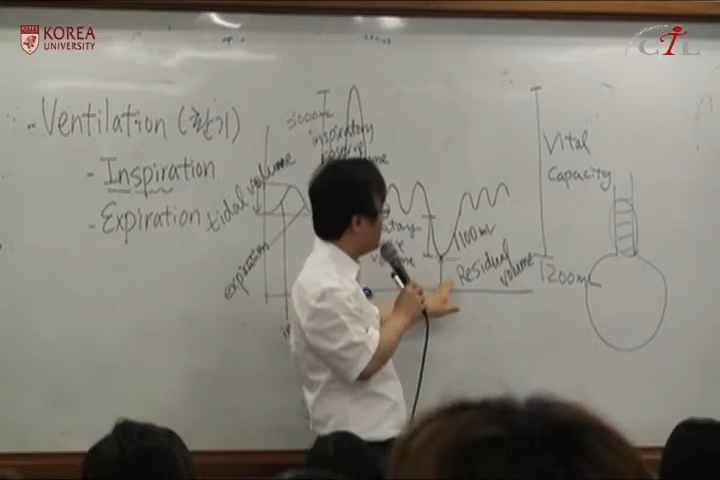 KOREA
UNIVERSITY
CTL
- Ventilation (환기)
- Inspiration
- Expiration
tidal volume
expiration
3000mL
inspiratory
reserve
1100mL
Residual
volume
Vital
Capacity
1200mL